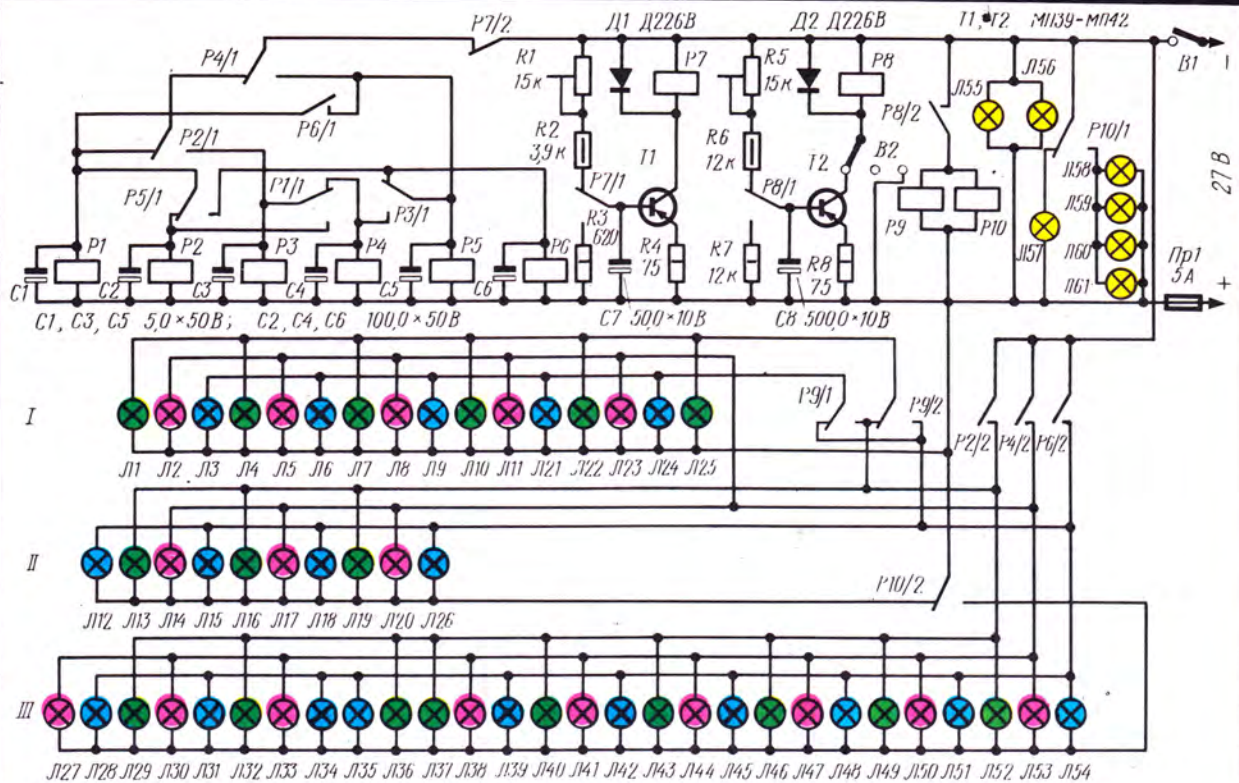 Д1 Д226В Д2 Д226В Т1, Т2 МП39-МП42
Р7/2
Р4/1
R1
15к
Р7
R5
15к
Р8
Л55
Л56
В1
−
Р6/1
Р8/2
Р2/1
R2
3,9к
Т1
R6
12к
Т2
В2
Р10/1
Л58
27 В
Р5/1
Р1/1
Р3/1
Р7/1
Р8/1
Л59
Р9
Р10
Л57
Л60
Пр1
5А
Р1
Р2
Р3
Р4
Р5
Р6
R3
620
R4
75
R7
12к
R8
75
Л61
+
С1
С2
С3
С4
С5
С6
С1, С3, С5 5,0×50В; С2, С4, С6 100,0×50В
С7 50,0×10В
С8 500,0×10В
I
Р9/1
Р9/2
Р2/2
Р4/2
Р6/2
Л1 Л2 Л3 Л4 Л5 Л6 Л7 Л8 Л9 Л10 Л11 Л21 Л22 Л23 Л24 Л25
II
Р10/2
Л12 Л13 Л14 Л15 Л16 Л17 Л18 Л19 Л20 Л26
III
Л27 Л28 Л29 Л30 Л31 Л32 Л33 Л34 Л35 Л36 Л37 Л38 Л39 Л40 Л41 Л42 Л43 Л44 Л45 Л46 Л47 Л48 Л49 Л50 Л51 Л52 Л53 Л54